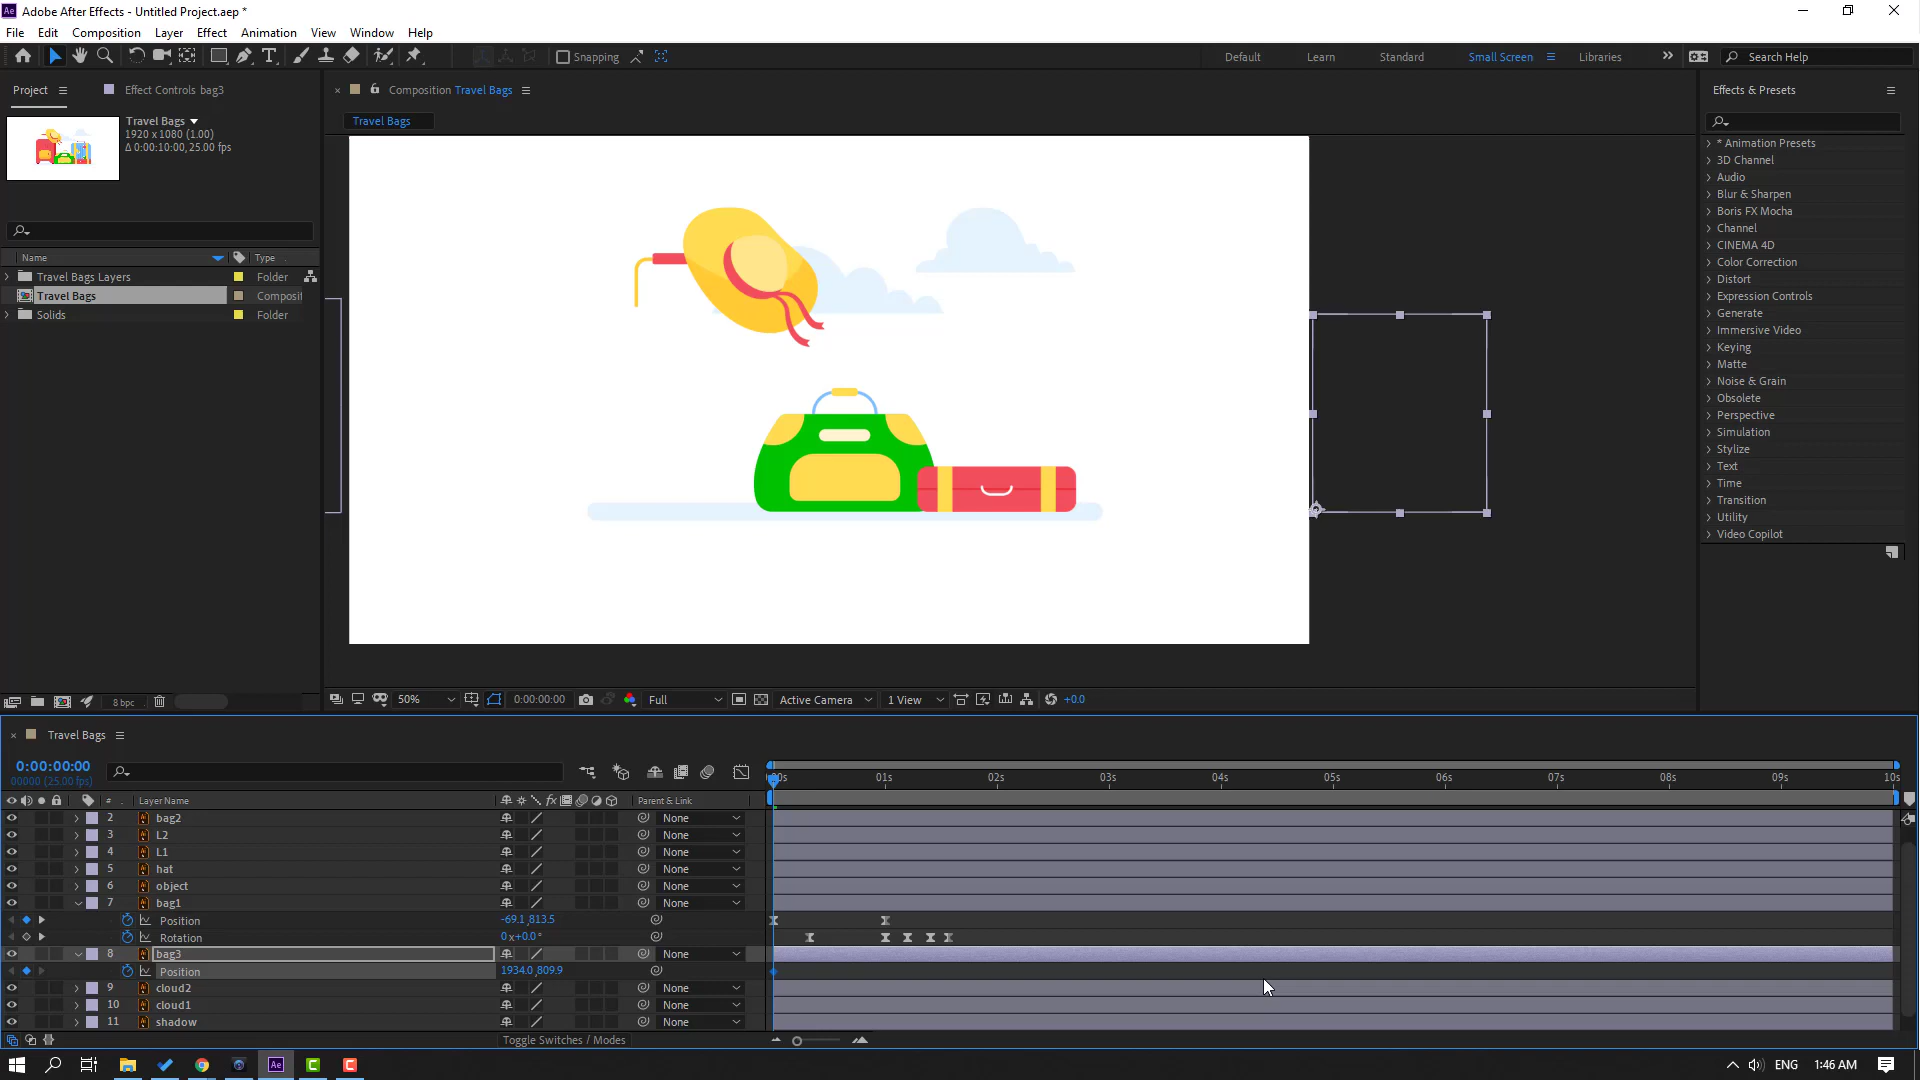 Ae Adobe After Effects - Untitled Project.aep *
File Edit Composition Layer Effect Animation View Window Help
Snapping Default Learn Standard Small Screen Libraries Search Help
Project Effect Controls bag3
Travel Bags
1920 x 1080 (1.00)
Δ 0:00:10:00, 25.00 fps
Name Type
Travel Bags Layers Folder
Travel Bags Composit
Solids Folder
8 bpc
Composition Travel Bags
Travel Bags
50% 0:00:00:00 Full Active Camera 1 View +0.0
Effects & Presets
* Animation Presets
3D Channel
Audio
Blur & Sharpen
Boris FX Mocha
Channel
CINEMA 4D
Color Correction
Distort
Expression Controls
Generate
Immersive Video
Keying
Matte
Noise & Grain
Obsolete
Perspective
Simulation
Stylize
Text
Time
Transition
Utility
Video Copilot
Travel Bags
0:00:00:00
00000 (25.00 fps)
00s 01s 02s 03s 04s 05s 06s 07s 08s 09s 10s
# Layer Name fx Parent & Link
2 bag2 None
3 L2 None
4 L1 None
5 hat None
6 object None
7 bag1 None
Position -69.1,813.5
Rotation 0x+0.0°
8 bag3 None
Position 1934.0,809.9
9 cloud2 None
10 cloud1 None
11 shadow None
Toggle Switches / Modes
Ae C C ENG 1:46 AM